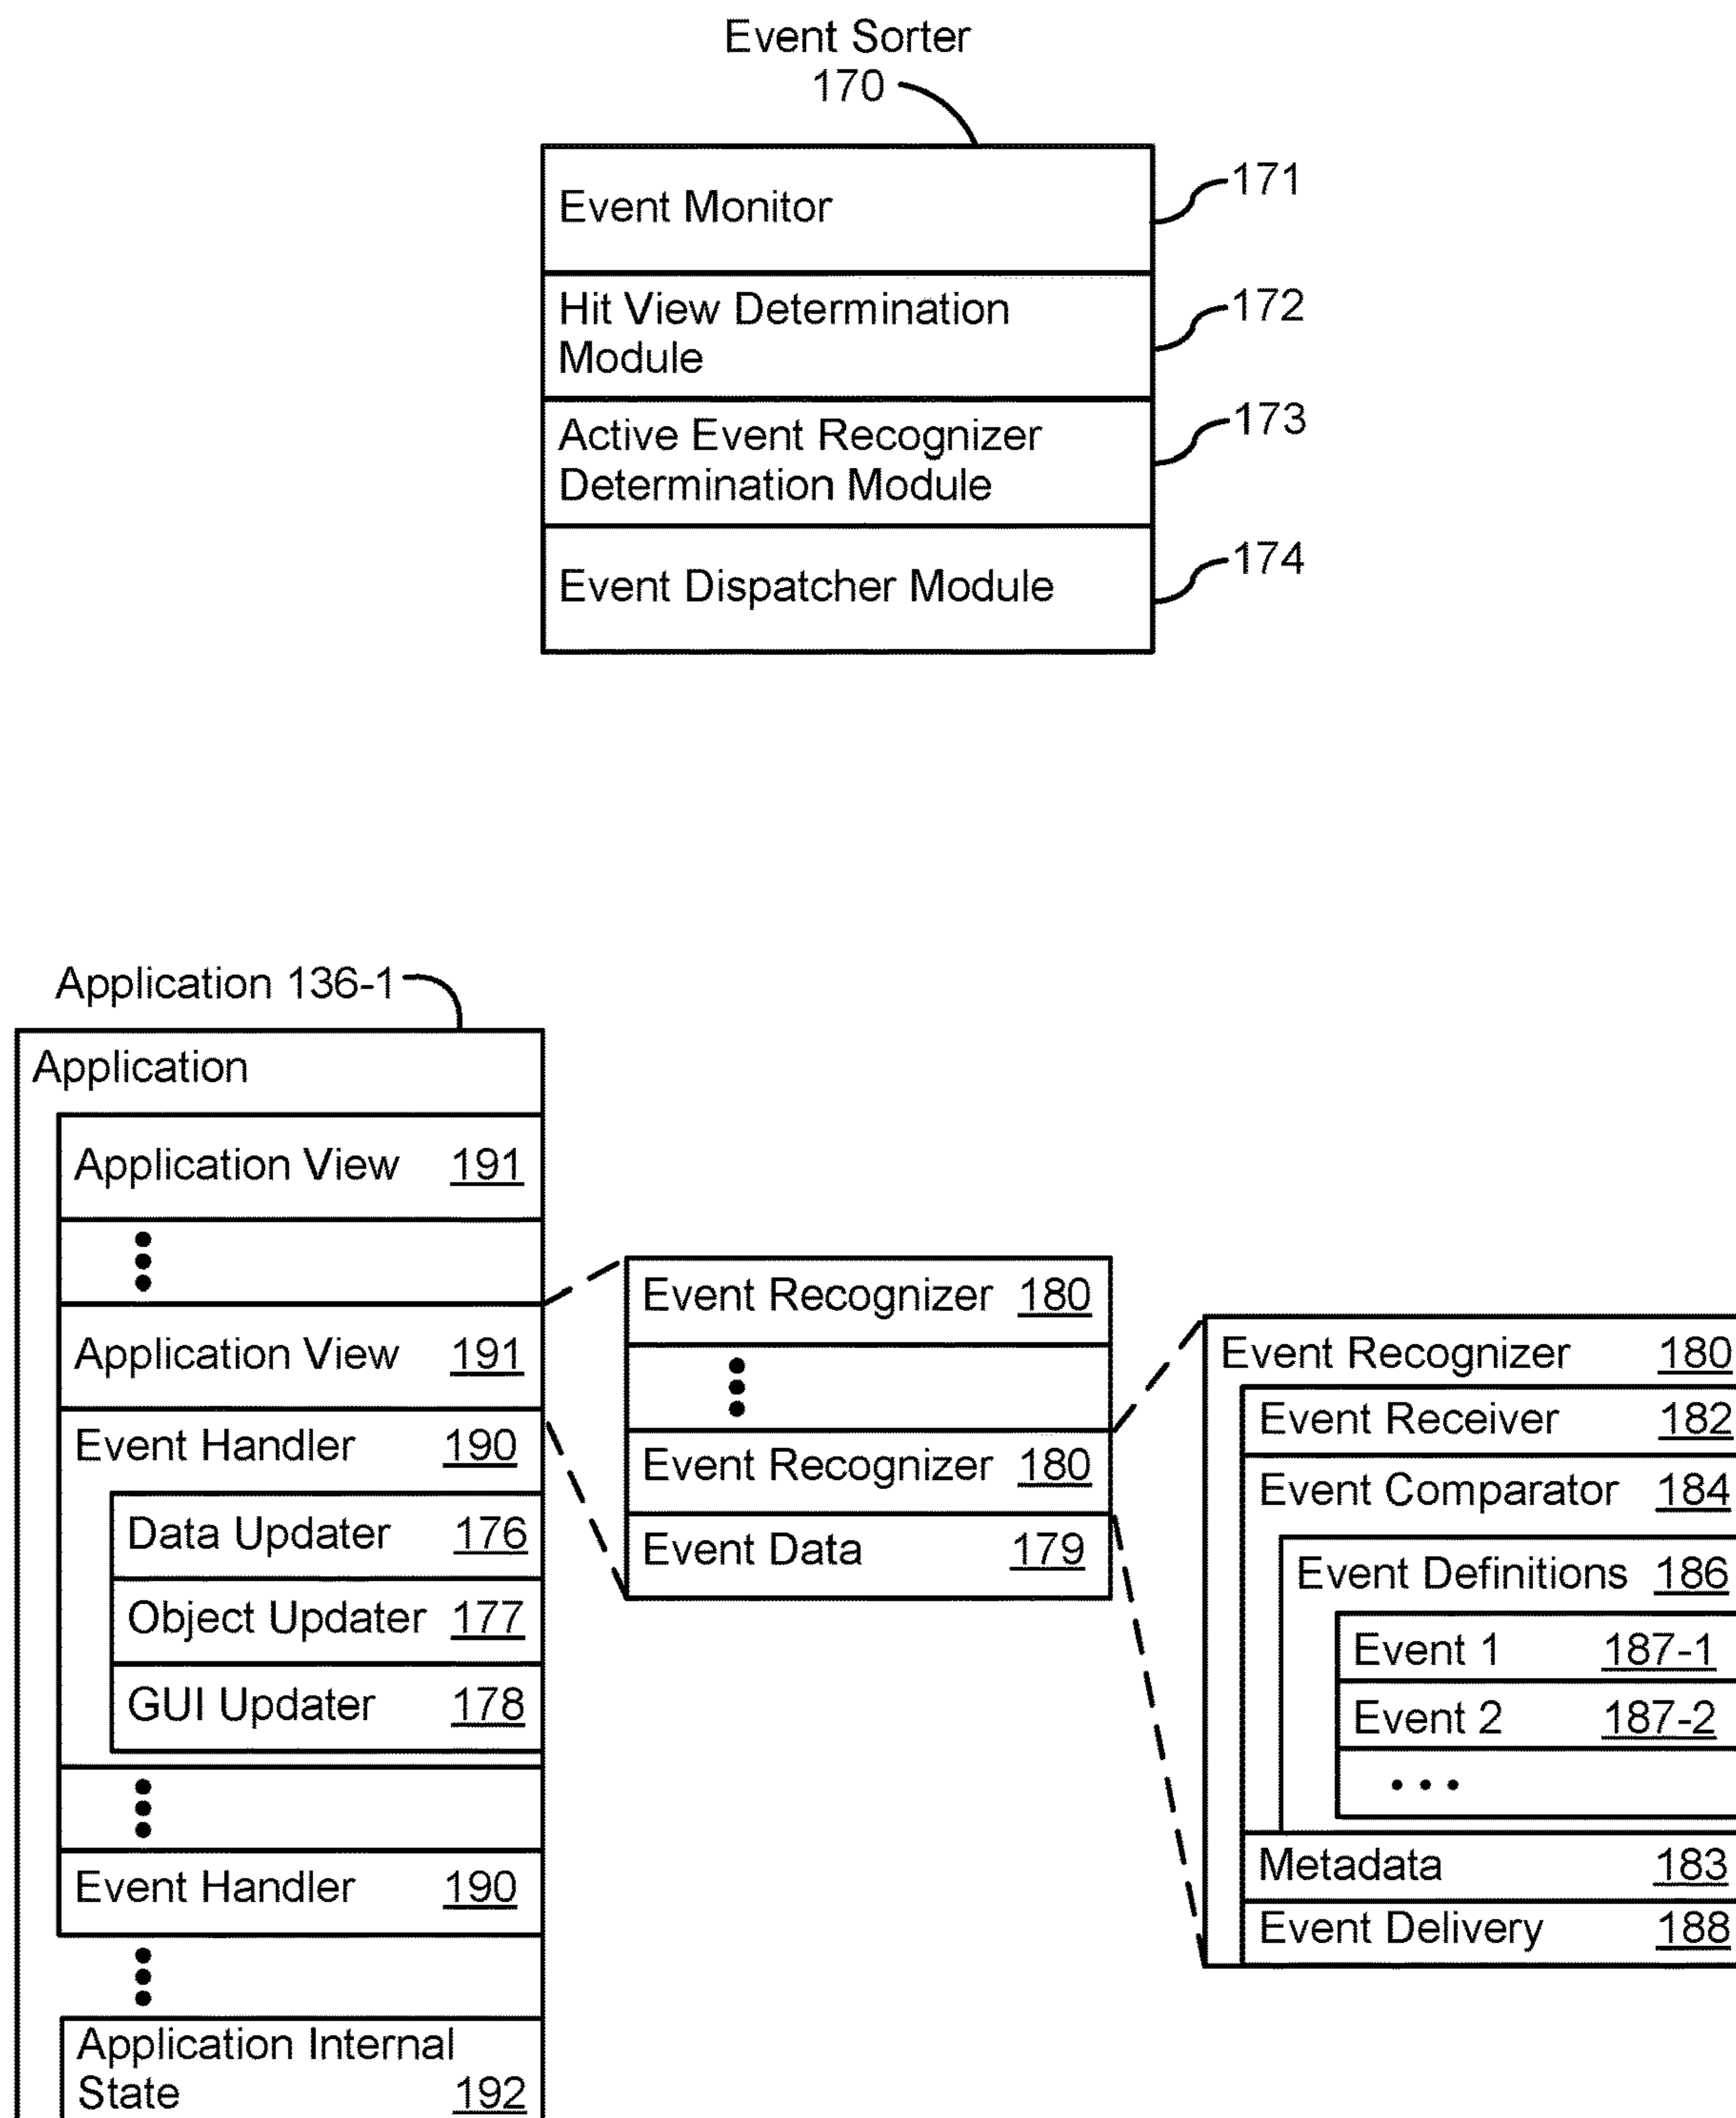 Event Sorter
170
Event Monitor
171
Hit View Determination
Module
172
Active Event Recognizer
Determination Module
173
Event Dispatcher Module
174
Application 136-1
Application
Application View 191
Application View 191
Event Handler 190
Data Updater 176
Object Updater 177
GUI Updater 178
Event Handler 190
Application Internal
State 192
Event Recognizer 180
Event Recognizer 180
Event Data 179
Event Recognizer 180
Event Receiver 182
Event Comparator 184
Event Definitions 186
Event 1 187-1
Event 2 187-2
• • •
Metadata 183
Event Delivery 188